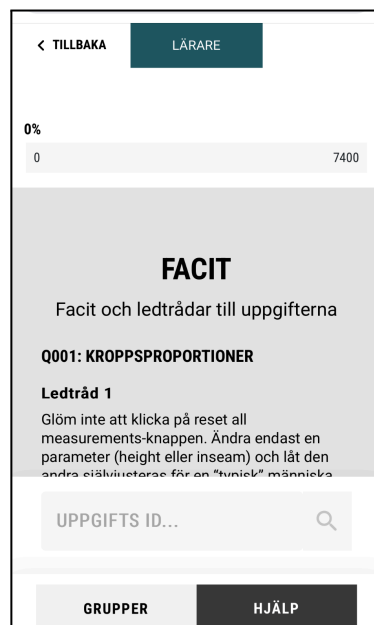 TILLBAKA
LÄRARE
0%
0
7400
FACIT
Facit och ledtrådar till uppgifterna
Q001: KROPPSPROPORTIONER
Ledtråd 1
Glöm inte att klicka på reset all
measurements-knappen. Ändra endast en
parameter (height eller inseam) och låt den
andra självjusteras för en “typisk” människa
UPPGIFTS ID...
GRUPPER
HJÄLP